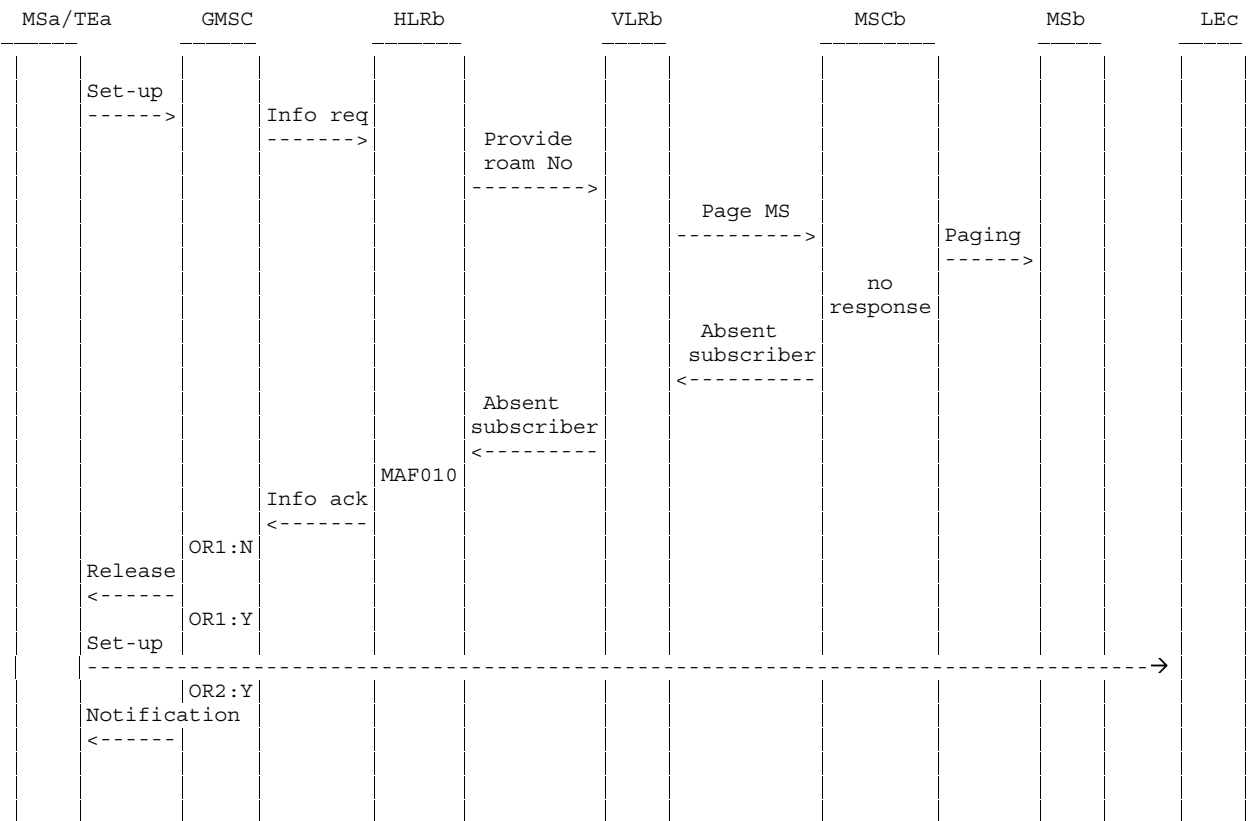 MSa/TEa GMSC HLRb VLRb MSCb MSb LEc
Set-up
------> Info req
-------> Provide
roam No
--------->
Page MS
----------> Paging
------>
no
response
Absent
subscriber
<----------
Absent
subscriber
<---------
MAF010
Info ack
<-------
OR1:N
Release
<------
OR1:Y
Set-up
OR2:Y
Notification
<------